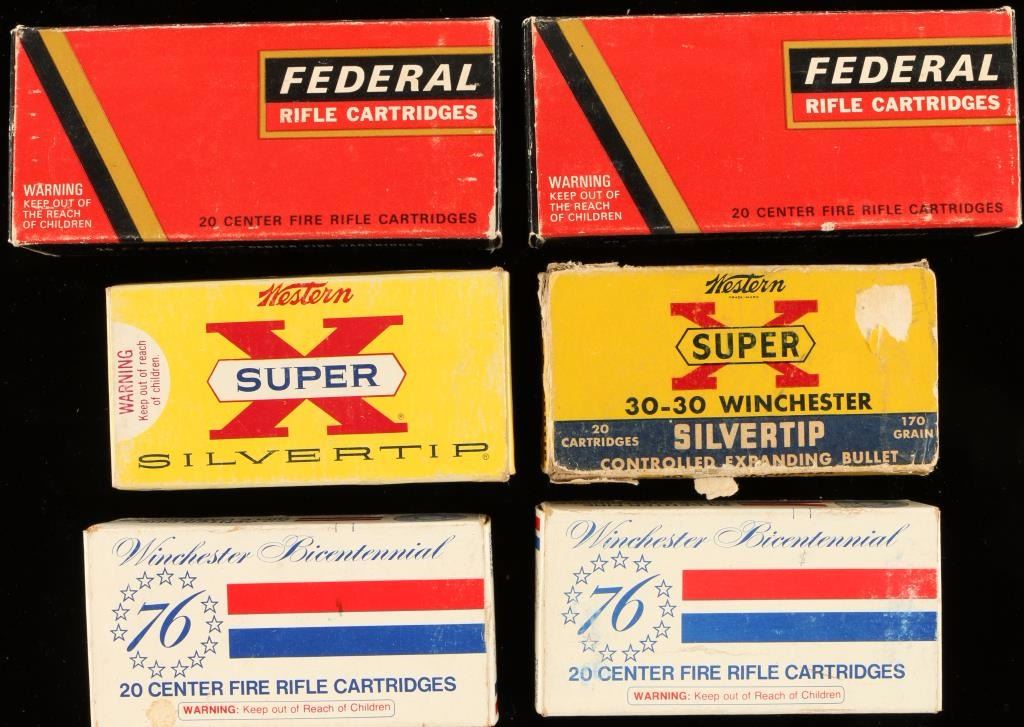 FEDERAL
RIFLE CARTRIDGES
WARNING
KEEP OUT OF
THE REACH
OF CHILDREN
20 CENTER FIRE RIFLE CARTRIDGES
FEDERAL
RIFLE CARTRIDGES
WARNING
KEEP OUT OF
THE REACH
OF CHILDREN
20 CENTER FIRE RIFLE CARTRIDGES
Western
X
SUPER
®
WARNING
Keep out of reach
of children.
SILVERTIP®
Western
TRADE-MARK
X
SUPER
30-30 WINCHESTER
20
CARTRIDGES
SILVERTIP
170
GRAIN
CONTROLLED EXPANDING BULLET
Winchester Bicentennial
76
20 CENTER FIRE RIFLE CARTRIDGES
WARNING: Keep out of Reach of Children
Winchester Bicentennial
76
20 CENTER FIRE RIFLE CARTRIDGES
WARNING: Keep out of Reach of Children